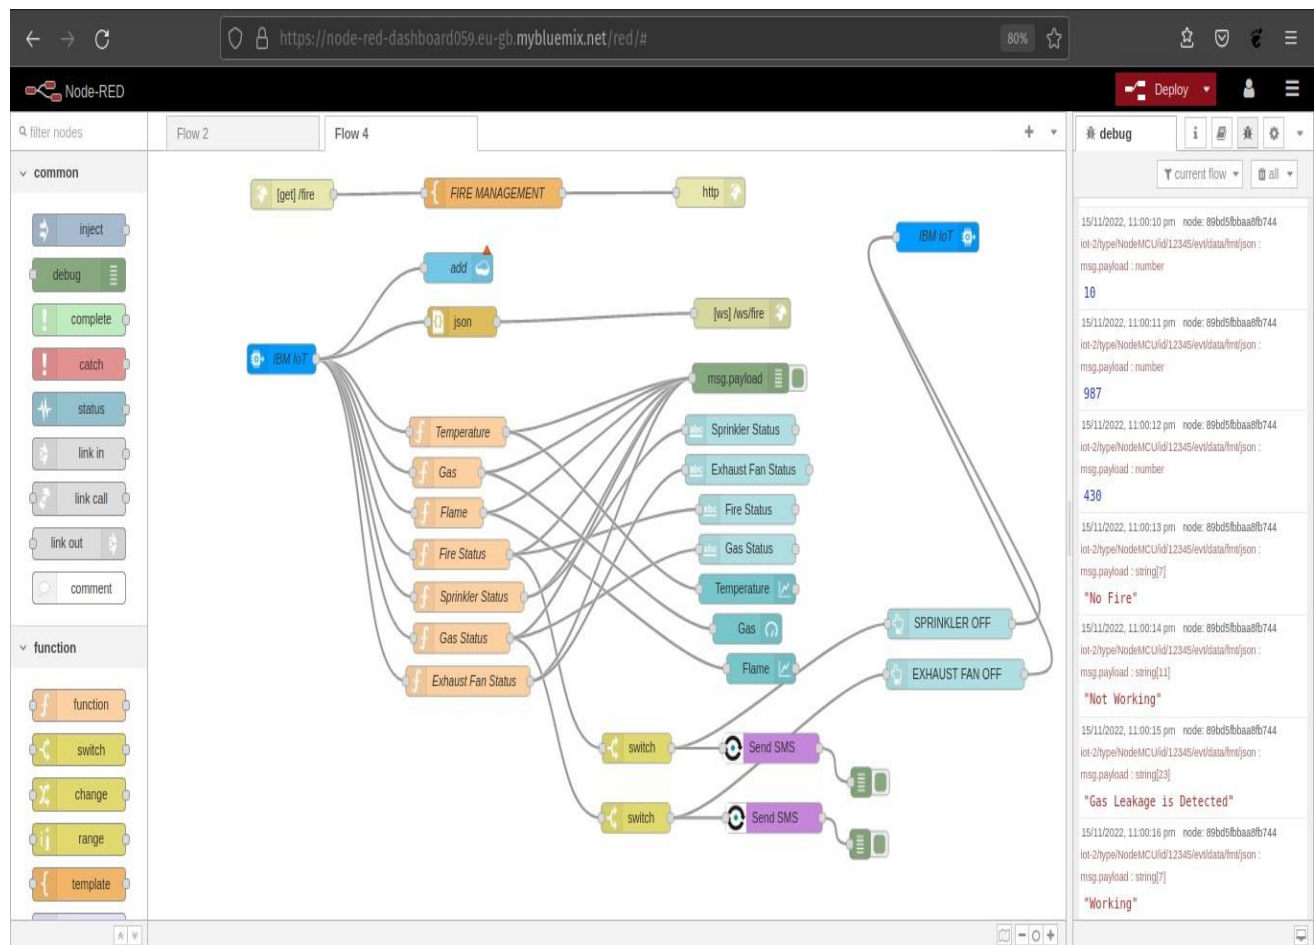 https://node-red-dashboard059.eu-gb.mybluemix.net/red/#
80%
Node-RED
Deploy
filter nodes
Flow 2
Flow 4
debug
i
common
current flow
all
inject
debug
complete
catch
status
link in
link call
link out
comment
function
function
switch
change
range
template
[get] /fire
FIRE MANAGEMENT
http
IBM IoT
add
json
[ws] /ws/fire
IBM IoT
msg.payload
Temperature
Sprinkler Status
Gas
Exhaust Fan Status
Flame
Fire Status
Fire Status
Gas Status
Sprinkler Status
Temperature
Gas Status
Gas
SPRINKLER OFF
Exhaust Fan Status
Flame
EXHAUST FAN OFF
switch
Send SMS
switch
Send SMS
15/11/2022, 11:00:10 pm node: 89bd5fbbaa8fb744
iot-2/type/NodeMCU/id/12345/evt/data/fmt/json :
msg.payload : number
10
15/11/2022, 11:00:11 pm node: 89bd5fbbaa8fb744
iot-2/type/NodeMCU/id/12345/evt/data/fmt/json :
msg.payload : number
987
15/11/2022, 11:00:12 pm node: 89bd5fbbaa8fb744
iot-2/type/NodeMCU/id/12345/evt/data/fmt/json :
msg.payload : number
430
15/11/2022, 11:00:13 pm node: 89bd5fbbaa8fb744
iot-2/type/NodeMCU/id/12345/evt/data/fmt/json :
msg.payload : string[7]
"No Fire"
15/11/2022, 11:00:14 pm node: 89bd5fbbaa8fb744
iot-2/type/NodeMCU/id/12345/evt/data/fmt/json :
msg.payload : string[11]
"Not Working"
15/11/2022, 11:00:15 pm node: 89bd5fbbaa8fb744
iot-2/type/NodeMCU/id/12345/evt/data/fmt/json :
msg.payload : string[23]
"Gas Leakage is Detected"
15/11/2022, 11:00:16 pm node: 89bd5fbbaa8fb744
iot-2/type/NodeMCU/id/12345/evt/data/fmt/json :
msg.payload : string[7]
"Working"